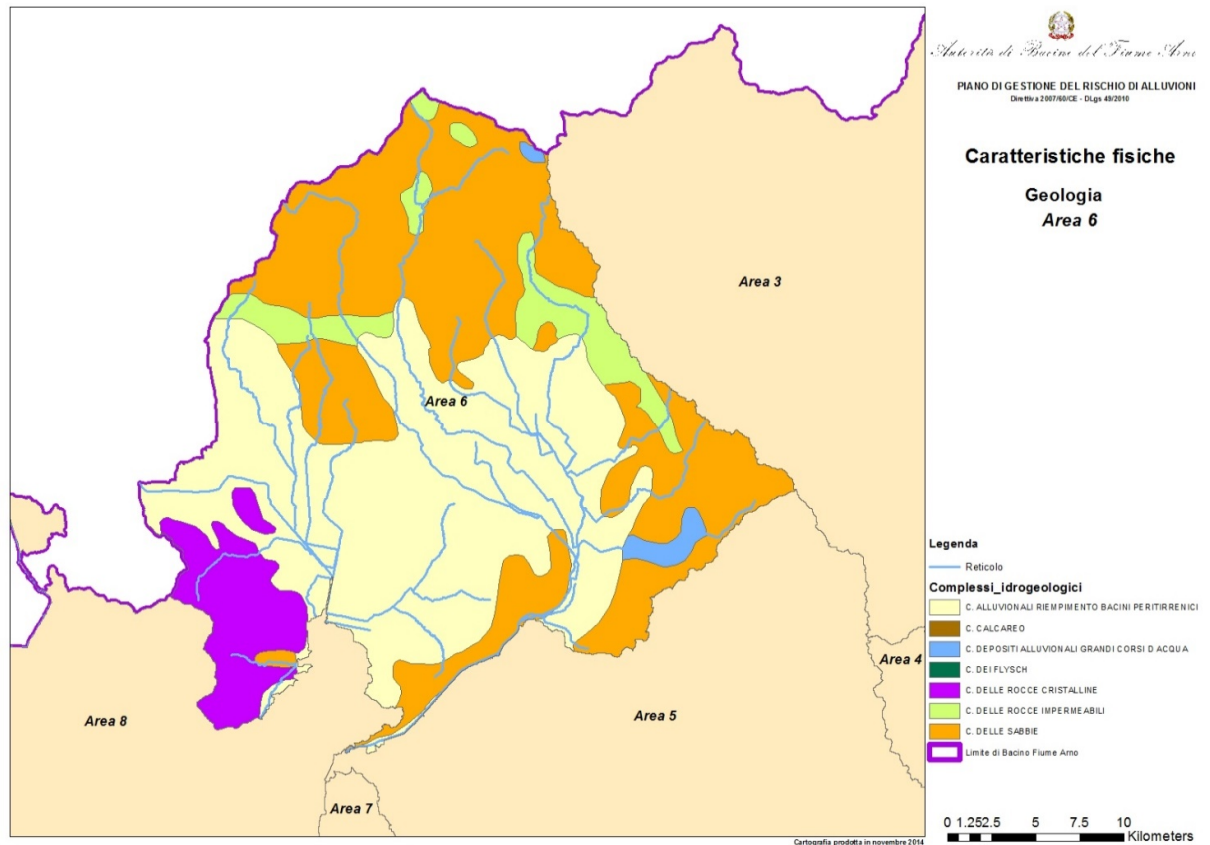 Autorità di Bacino del Fiume Arno
PIANO DI GESTIONE DEL RISCHIO DI ALLUVIONI
Direttiva 2007/60/CE - DLgs 49/2010
Caratteristiche fisiche
Geologia
Area 6
Area 3
Area 6
Area 4
Area 8
Area 5
Area 7
Legenda
Reticolo
Complessi_idrogeologici
C. ALLUVIONALI RIEMPIMENTO BACINI PERITIRRENICI
C. CALCAREO
C. DEPOSITI ALLUVIONALI GRANDI CORSI D ACQUA
C. DEI FLYSCH
C. DELLE ROCCE CRISTALLINE
C. DELLE ROCCE IMPERMEABILI
C. DELLE SABBIE
Limite di Bacino Fiume Arno
0 1.252.5 5 7.5 10
Kilometers
Cartografia prodotta in novembre 2014